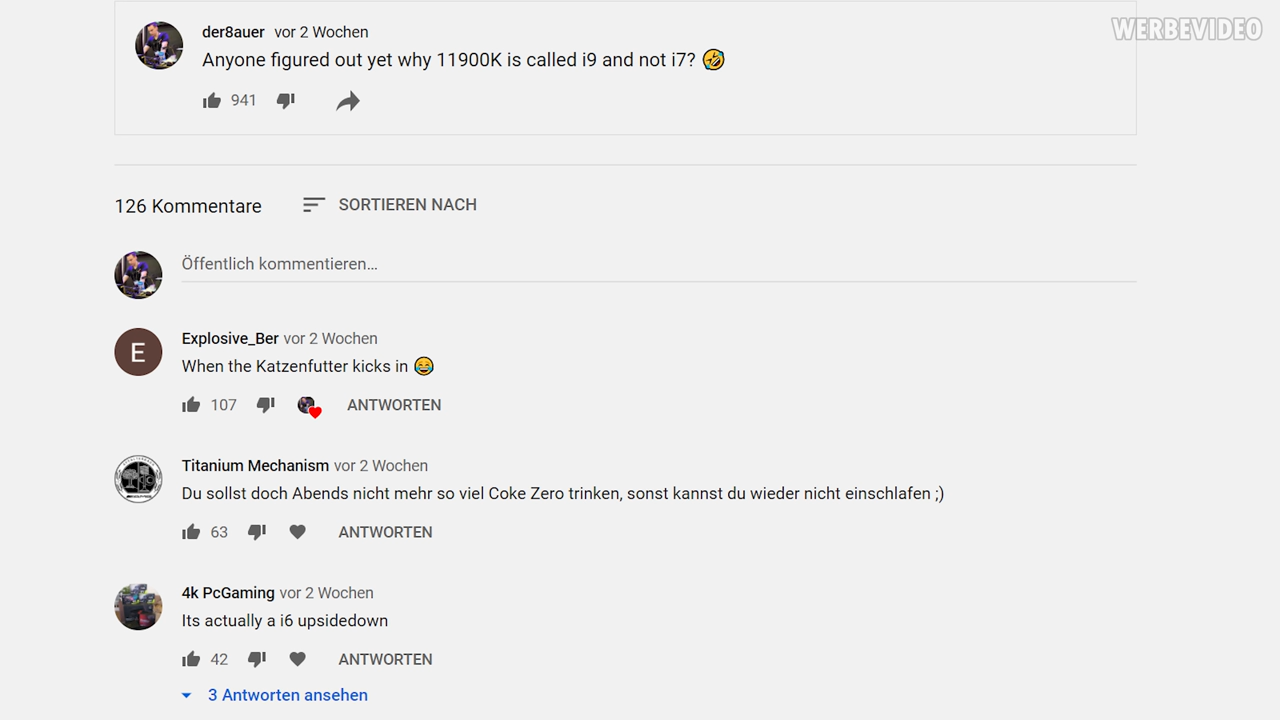 WERBEVIDEO
der8auer vor 2 Wochen
Anyone figured out yet why 11900K is called i9 and not i7? 🤣
941
126 Kommentare SORTIEREN NACH
Öffentlich kommentieren...
E
Explosive_Ber vor 2 Wochen
When the Katzenfutter kicks in 😂
107 ANTWORTEN
Titanium Mechanism vor 2 Wochen
Du sollst doch Abends nicht mehr so viel Coke Zero trinken, sonst kannst du wieder nicht einschlafen ;)
63 ANTWORTEN
4k PcGaming vor 2 Wochen
Its actually a i6 upsidedown
42 ANTWORTEN
3 Antworten ansehen